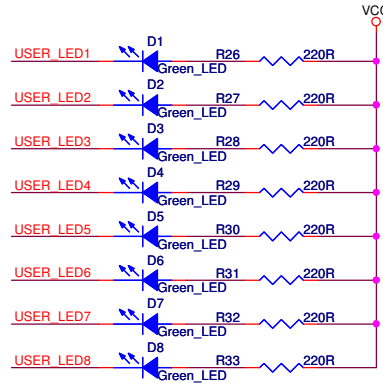 VCC
D1
USER_LED1 R26 220R
Green_LED
D2
USER_LED2 R27 220R
Green_LED
D3
USER_LED3 R28 220R
Green_LED
D4
USER_LED4 R29 220R
Green_LED
D5
USER_LED5 R30 220R
Green_LED
D6
USER_LED6 R31 220R
Green_LED
D7
USER_LED7 R32 220R
Green_LED
D8
USER_LED8 R33 220R
Green_LED